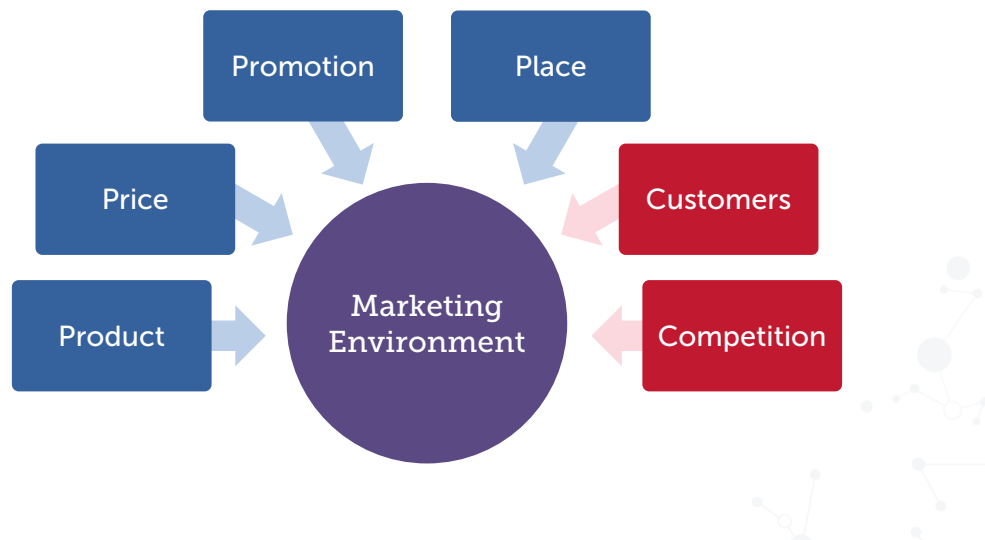 Promotion
Place
Price
Customers
Product
Marketing
Environment
Competition